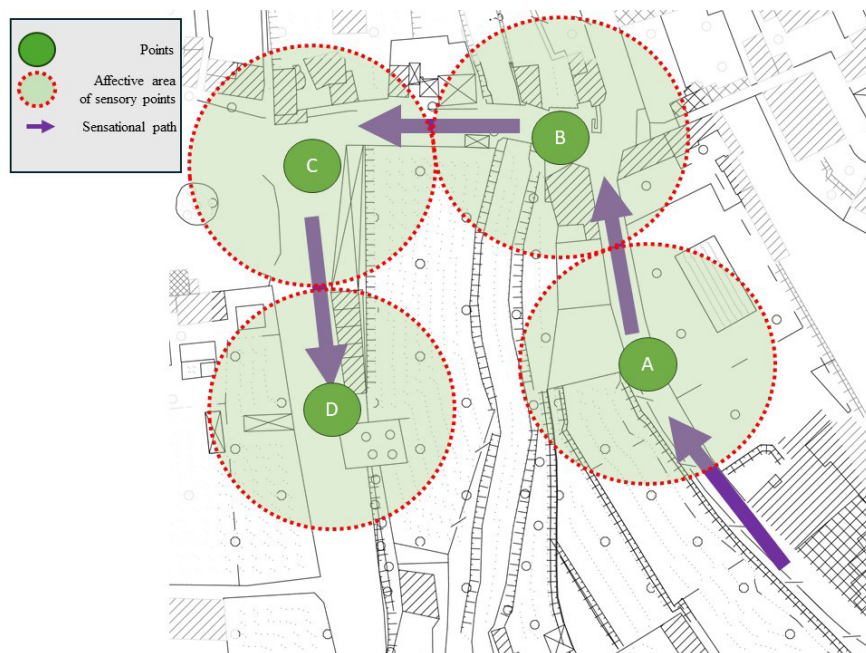 Points
Affective area
of sensory points
Sensational path
B
C
A
D